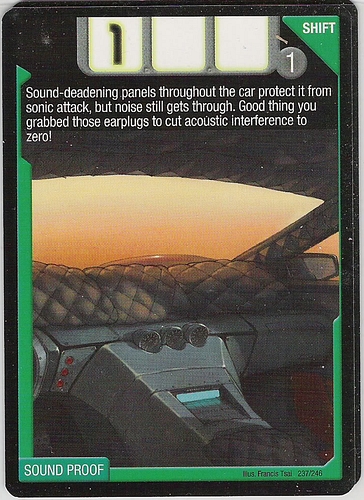 1
SHIFT
1
Sound-deadening panels throughout the car protect it from
sonic attack, but noise still gets through. Good thing you
grabbed those earplugs to cut acoustic interference to
zero!
SOUND PROOF
Illus. Francis Tsai 237/246